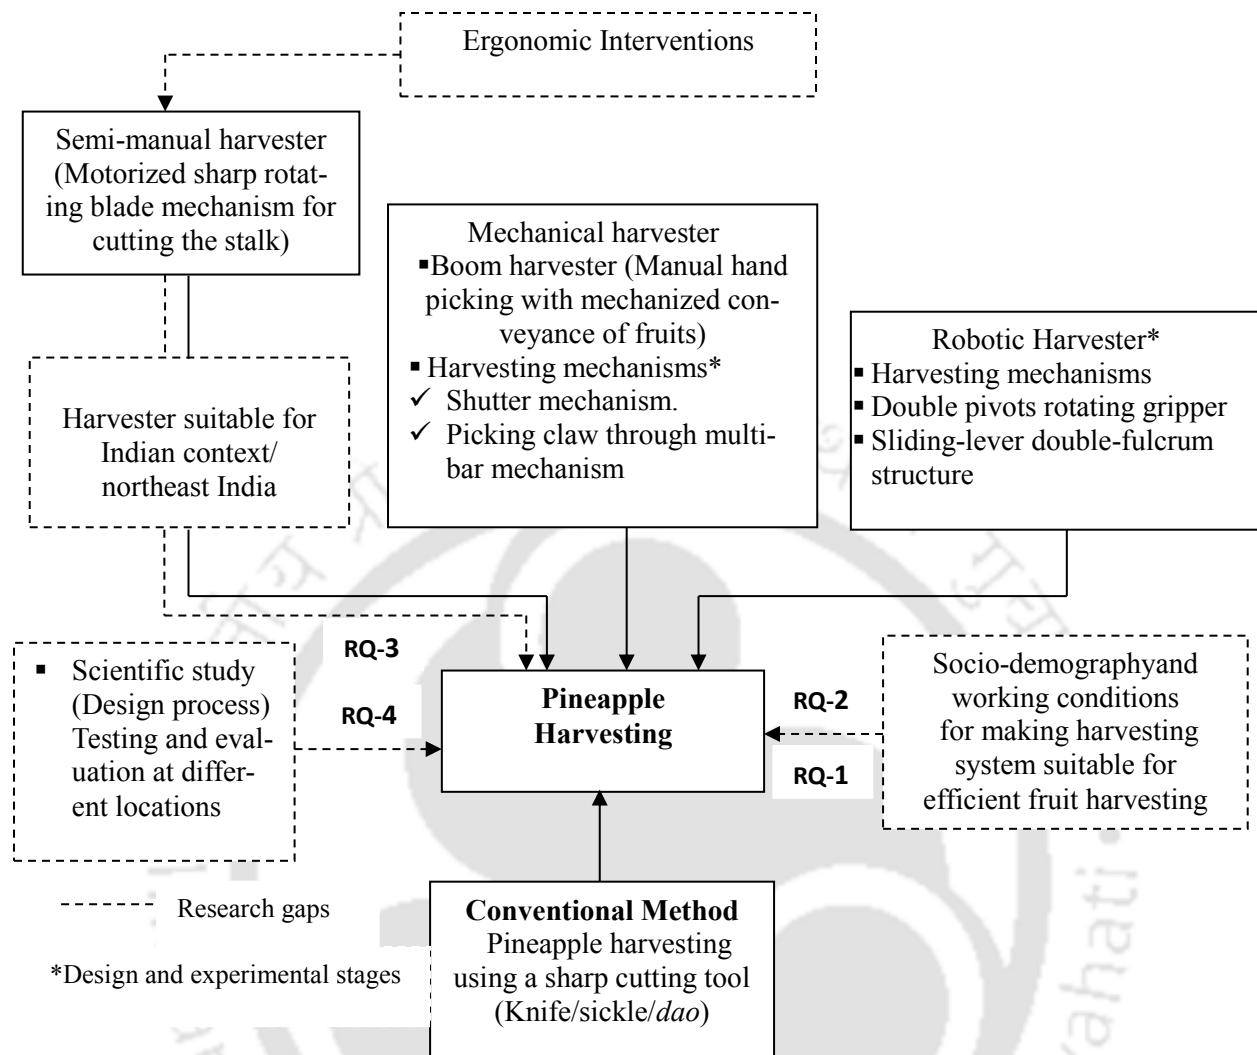 Ergonomic Interventions
Semi-manual harvester
(Motorized sharp rotat-
ing blade mechanism for
cutting the stalk)
Mechanical harvester
▪Boom harvester (Manual hand
picking with mechanized con-
veyance of fruits)
▪ Harvesting mechanisms*
✓ Shutter mechanism.
✓ Picking claw through multi-
bar mechanism
Robotic Harvester*
▪ Harvesting mechanisms
▪ Double pivots rotating gripper
▪ Sliding-lever double-fulcrum
structure
Harvester suitable for
Indian context/
northeast India
RQ-3
RQ-4
▪ Scientific study
(Design process)
Testing and eval-
uation at differ-
ent locations
Pineapple
Harvesting
RQ-2
RQ-1
Socio-demographyand
working conditions
for making harvesting
system suitable for
efficient fruit harvesting
Research gaps
*Design and experimental stages
Conventional Method
Pineapple harvesting
using a sharp cutting tool
(Knife/sickle/dao)